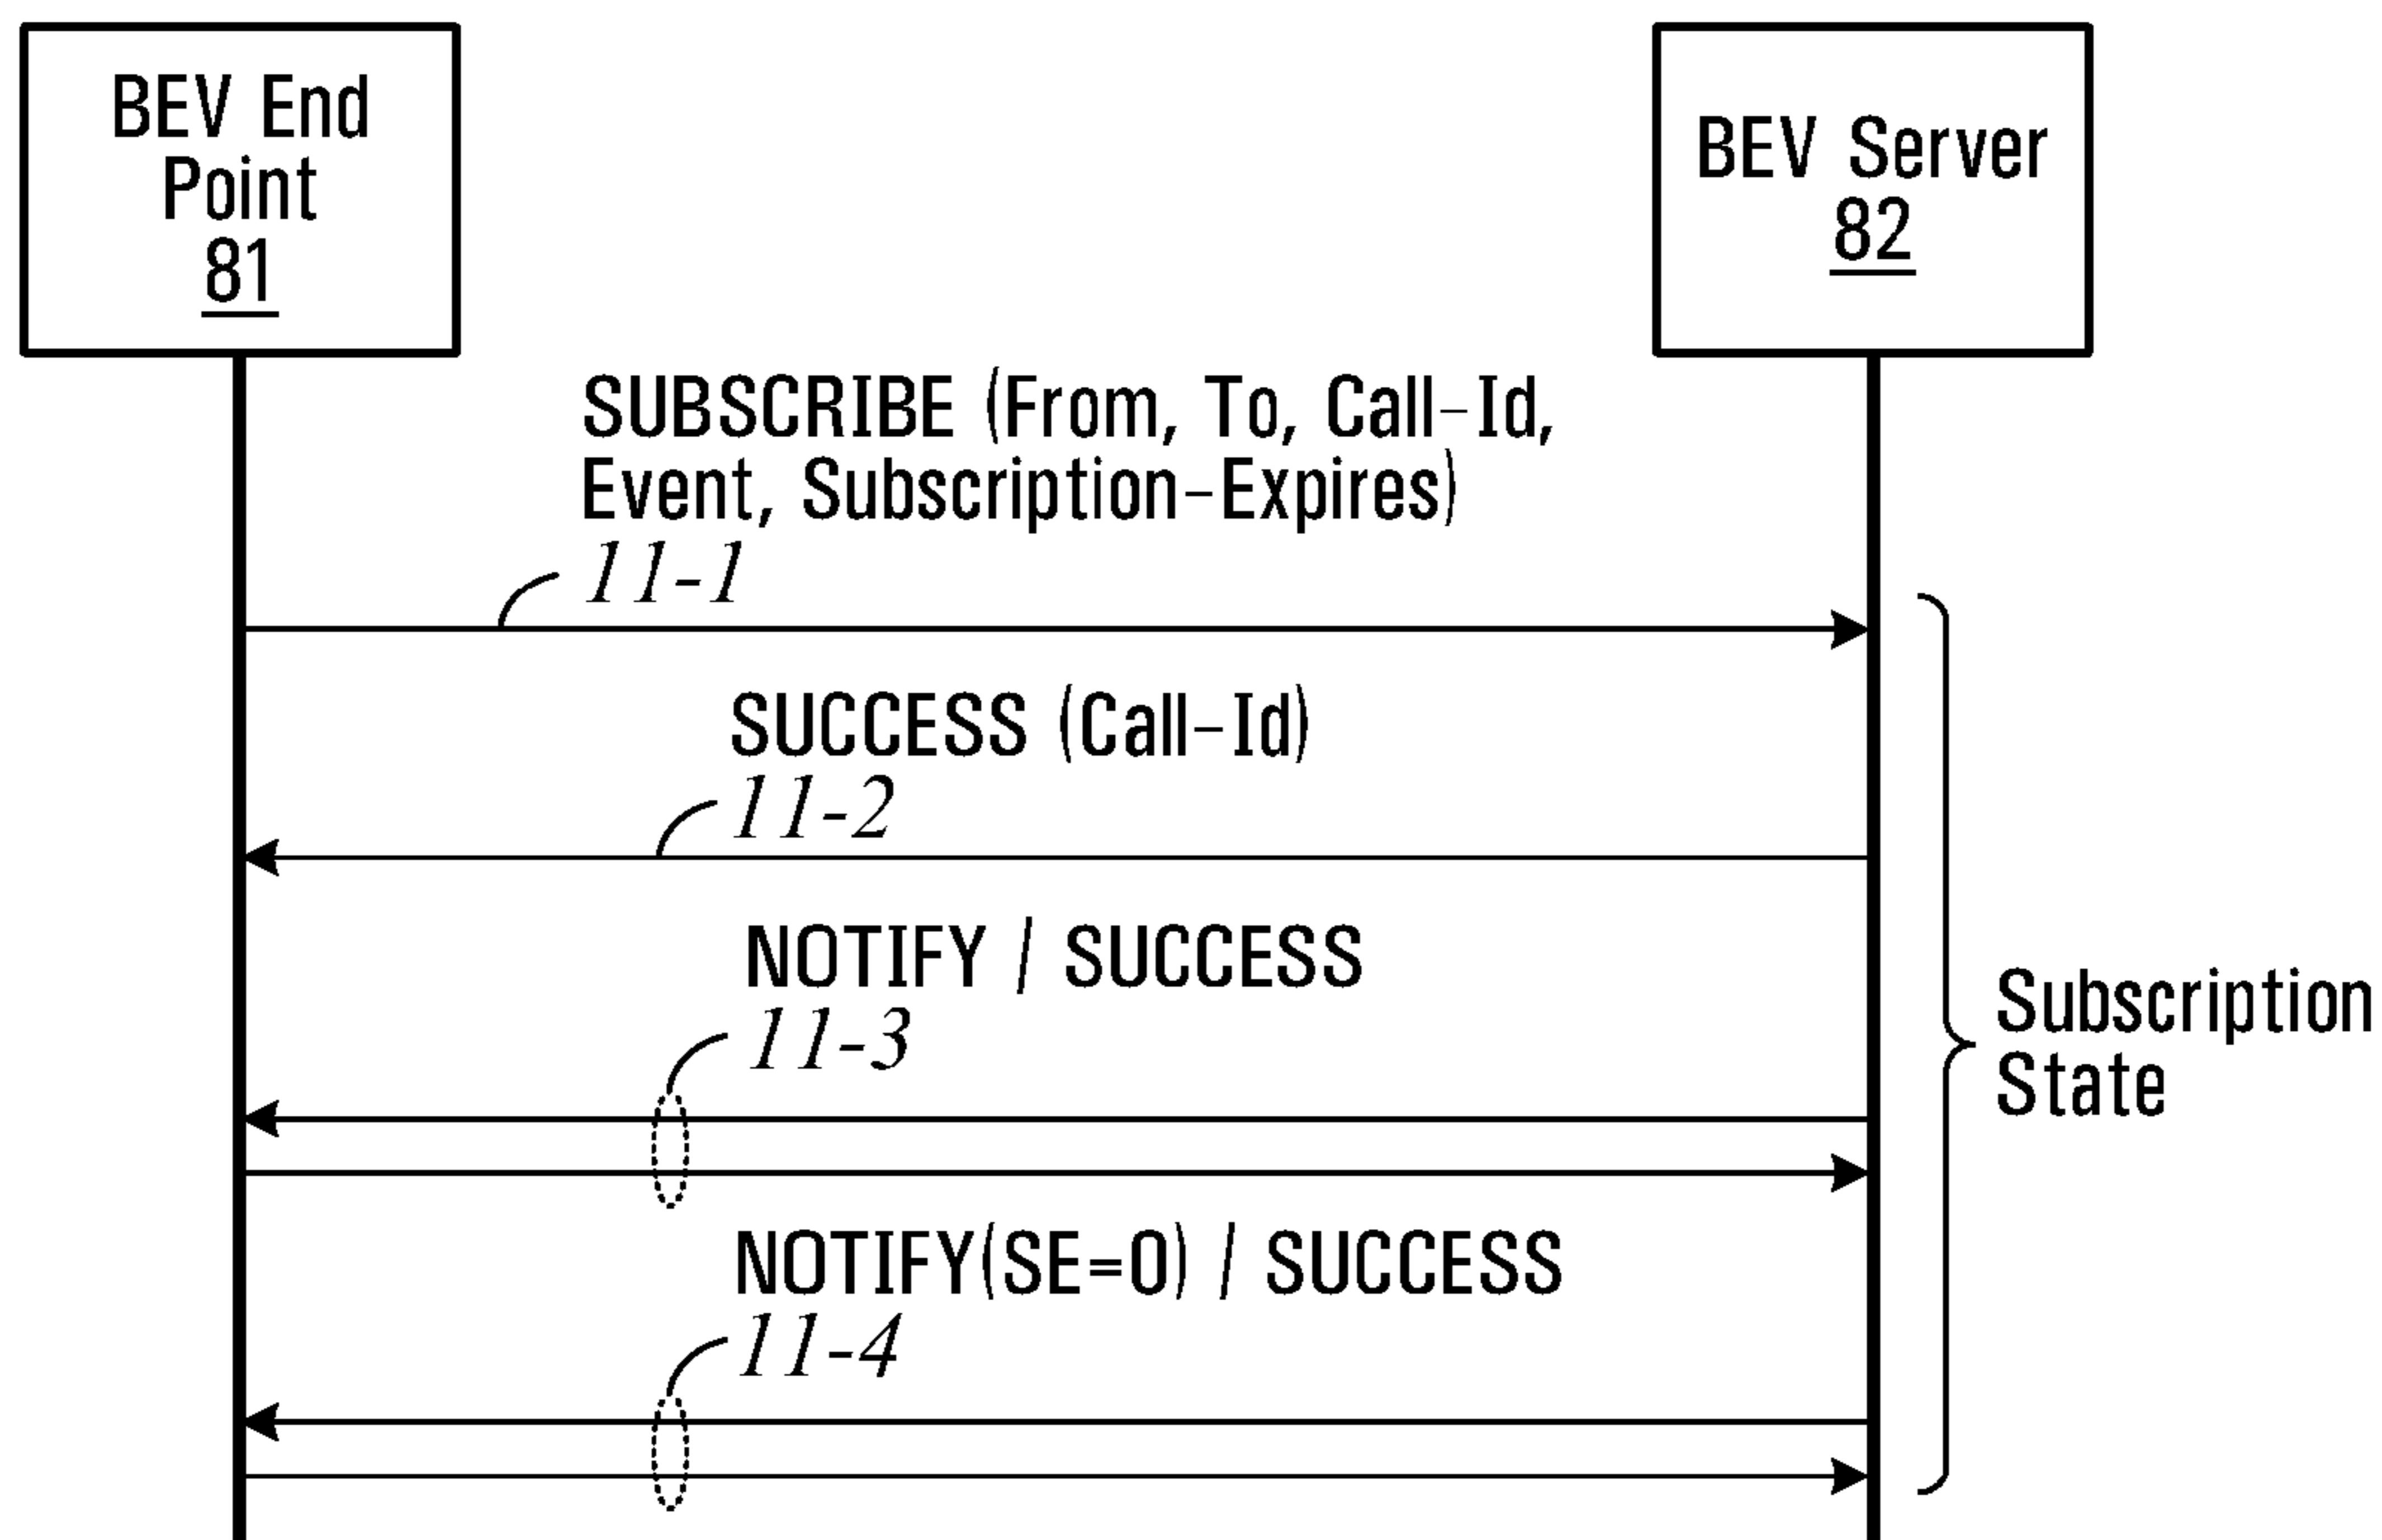 BEV End
Point
81
BEV Server
82
SUBSCRIBE (From, To, Call-Id,
Event, Subscription-Expires)
11-1
SUCCESS (Call-Id)
11-2
NOTIFY / SUCCESS
11-3
NOTIFY(SE=0) / SUCCESS
11-4
Subscription
State